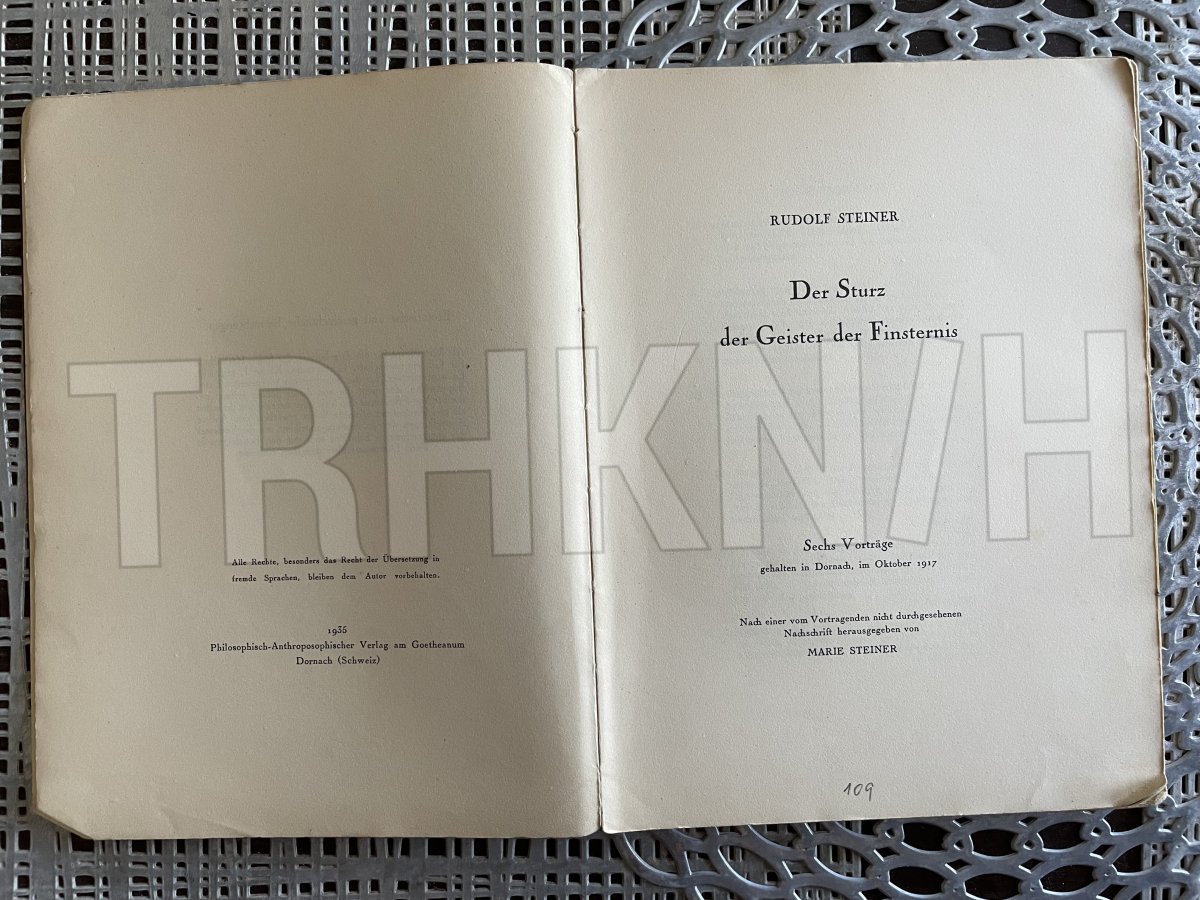 Alle Rechte, besonders das Recht der Übersetzung in
fremde Sprachen, bleiben dem Autor vorbehalten.
1935
Philosophisch-Anthroposophischer Verlag am Goetheanum
Dornach (Schweiz)
RUDOLF STEINER
Der Sturz
der Geister der Finsternis
Sechs Vorträge
gehalten in Dornach, im Oktober 1917
Nach einer vom Vortragenden nicht durchgesehenen
Nachschrift herausgegeben von
MARIE STEINER
109
TRHKN/H